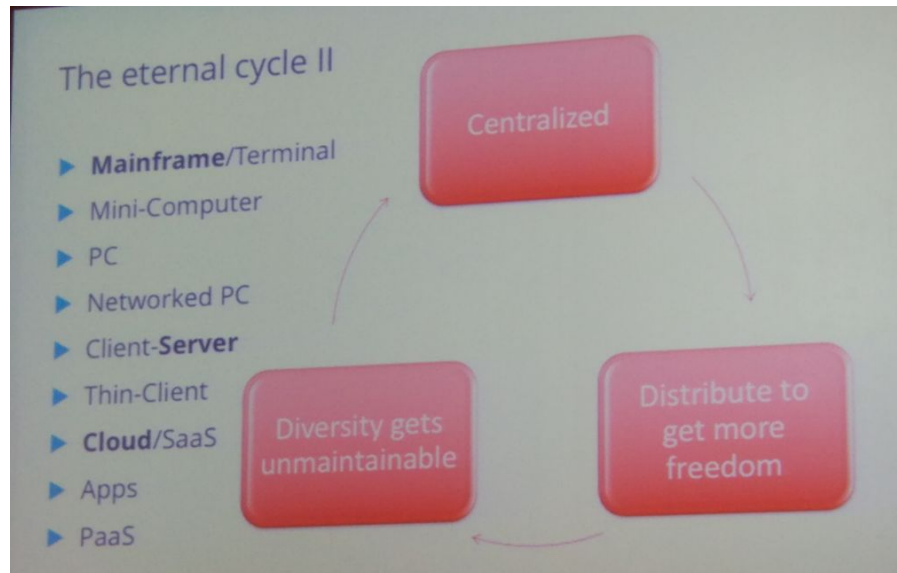 The eternal cycle II
Mainframe/Terminal
Mini-Computer
PC
Networked PC
Client-Server
Thin-Client
Cloud/SaaS
Apps
PaaS
Centralized
Distribute to
get more
freedom
Diversity gets
unmaintainable